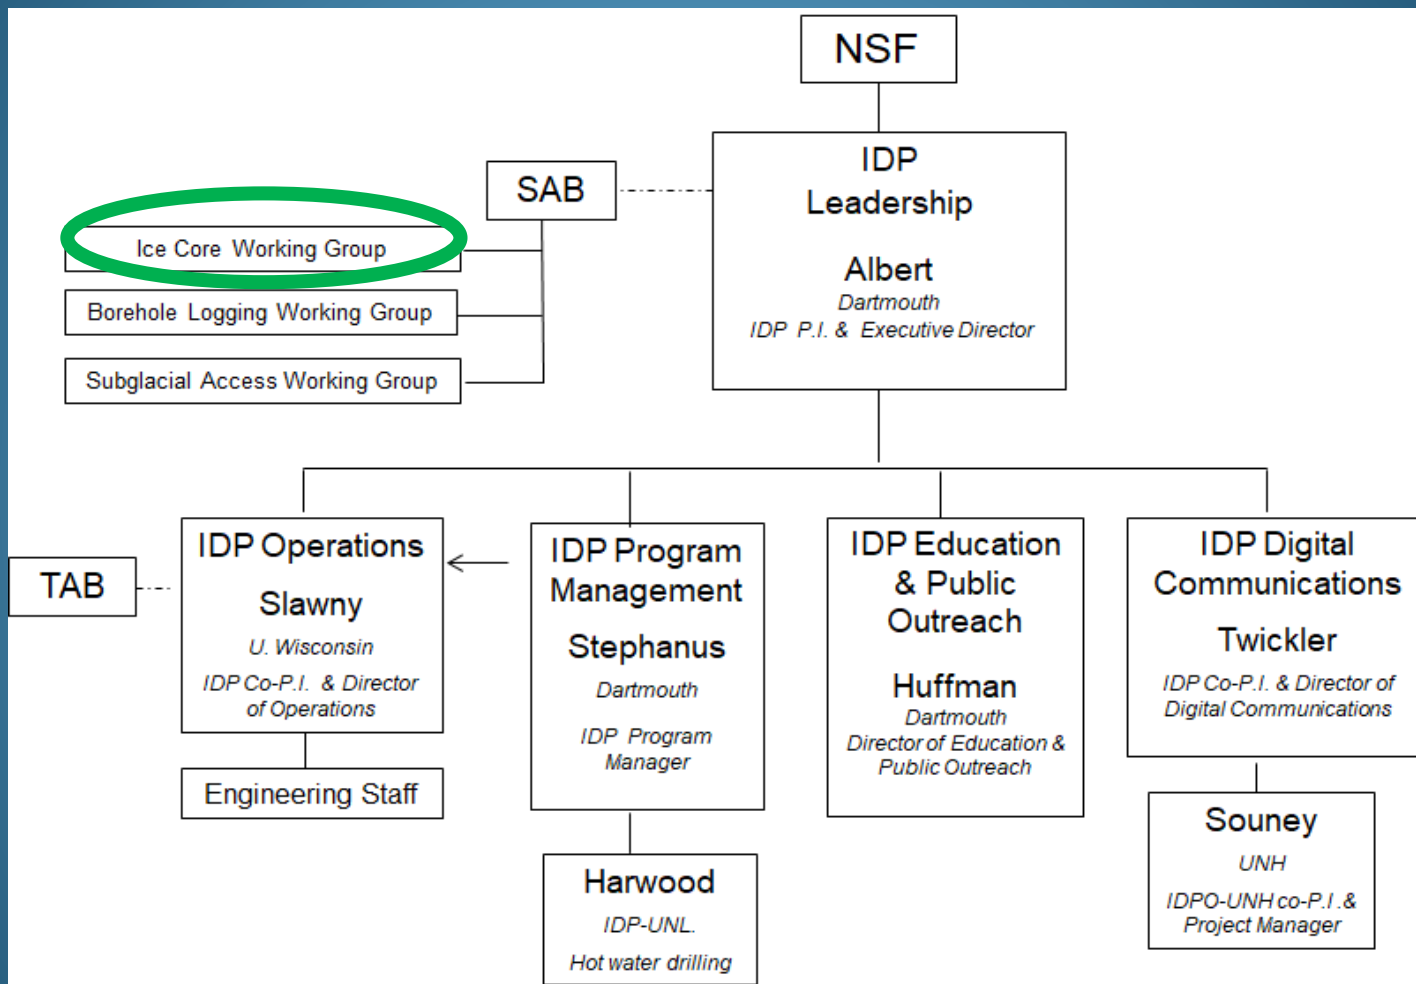 NSF
IDP
Leadership
Albert
Dartmouth
IDP P.I. & Executive Director
SAB
Ice Core Working Group
Borehole Logging Working Group
Subglacial Access Working Group
TAB
IDP Operations
Slawny
U. Wisconsin
IDP Co-P.I. & Director
of Operations
Engineering Staff
IDP Program
Management
Stephanus
Dartmouth
IDP Program
Manager
Harwood
IDP-UNL.
Hot water drilling
IDP Education
& Public
Outreach
Huffman
Dartmouth
Director of Education &
Public Outreach
IDP Digital
Communications
Twickler
IDP Co-P.I. & Director of
Digital Communications
Souney
UNH
IDPO-UNH co-P.I.&
Project Manager